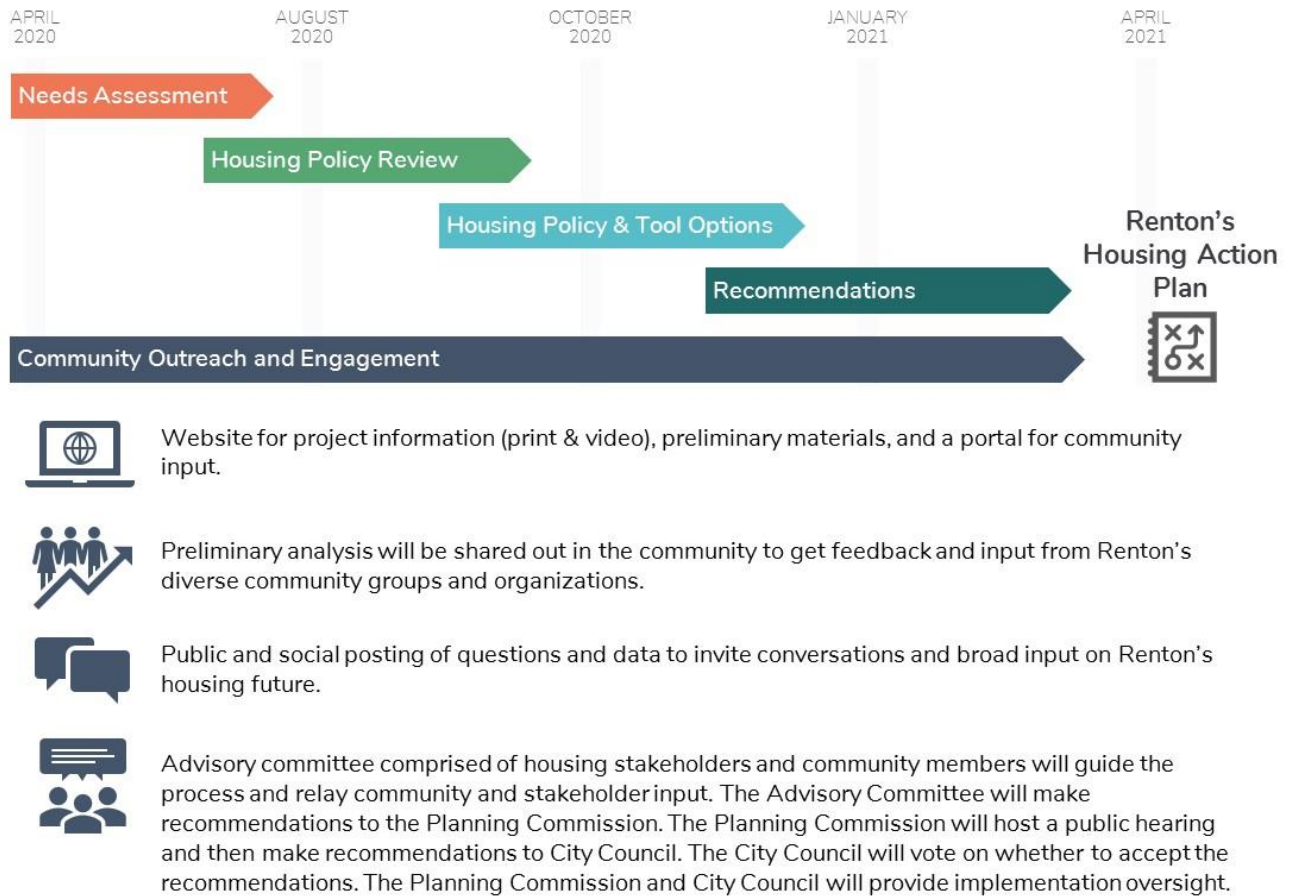 APRIL
2020
AUGUST
2020
OCTOBER
2020
JANUARY
2021
APRIL
2021
Needs Assessment
Housing Policy Review
Housing Policy & Tool Options
Recommendations
Renton's
Housing Action
Plan
Community Outreach and Engagement
Website for project information (print & video), preliminary materials, and a portal for community
input.
Preliminary analysis will be shared out in the community to get feedback and input from Renton's
diverse community groups and organizations.
Public and social posting of questions and data to invite conversations and broad input on Renton's
housing future.
Advisory committee comprised of housing stakeholders and community members will guide the
process and relay community and stakeholder input. The Advisory Committee will make
recommendations to the Planning Commission. The Planning Commission will host a public hearing
and then make recommendations to City Council. The City Council will vote on whether to accept the
recommendations. The Planning Commission and City Council will provide implementation oversight.